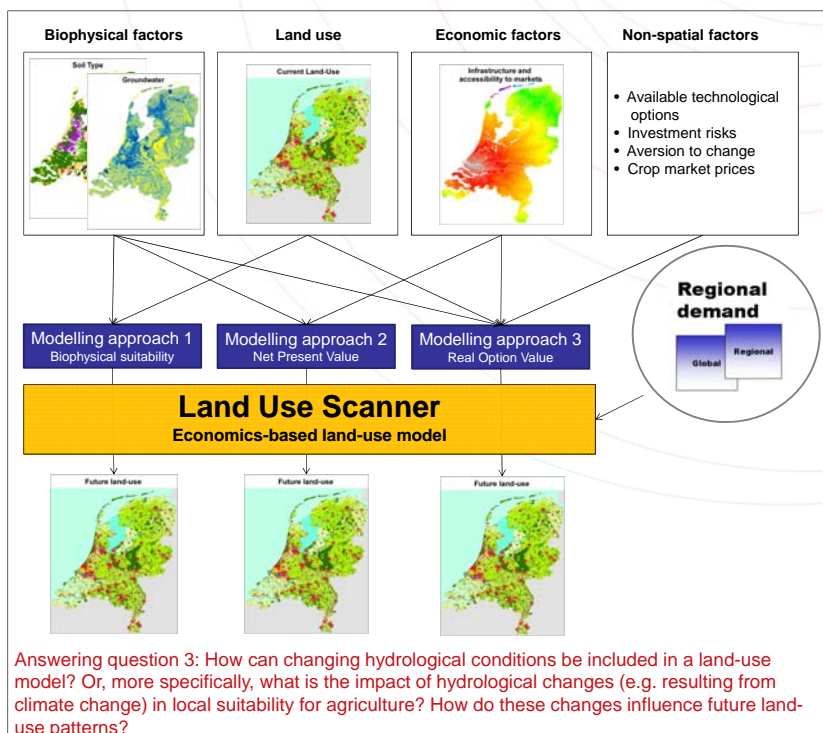 Biophysical factors
Land use
Economic factors
Non-spatial factors
Soil Type
Groundwater
Current Land-Use
Infrastructure and
accessibility to markets
• Available technological
options
• Investment risks
• Aversion to change
• Crop market prices
Regional
demand
Global
Regional
Modelling approach 1
Biophysical suitability
Modelling approach 2
Net Present Value
Modelling approach 3
Real Option Value
Land Use Scanner
Economics-based land-use model
Future land-use
Future land-use
Future land-use
Answering question 3: How can changing hydrological conditions be included in a land-use
model? Or, more specifically, what is the impact of hydrological changes (e.g. resulting from
climate change) in local suitability for agriculture? How do these changes influence future land-
use patterns?